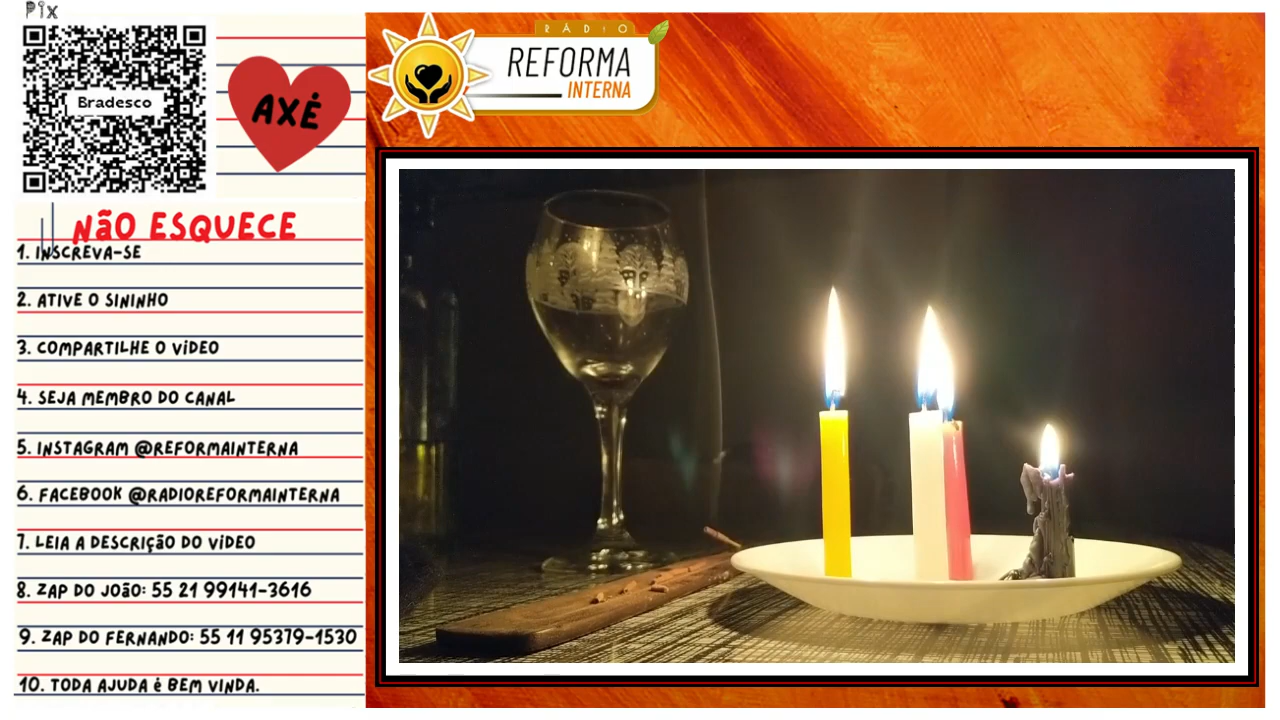 Pix
Bradesco
AXÉ
NÃO ESQUECE
1. INSCREVA-SE
2. ATIVE O SININHO
3. COMPARTILHE O VÍDEO
4. SEJA MEMBRO DO CANAL
5. INSTAGRAM @REFORMAINTERNA
6. FACEBOOK @RADIOREFORMAINTERNA
7. LEIA A DESCRIÇÃO DO VÍDEO
8. ZAP DO JOÃO: 55 21 99141-3616
9. ZAP DO FERNANDO: 55 11 95379-1530
10. TODA AJUDA É BEM VINDA.
RÁDIO
REFORMA
INTERNA